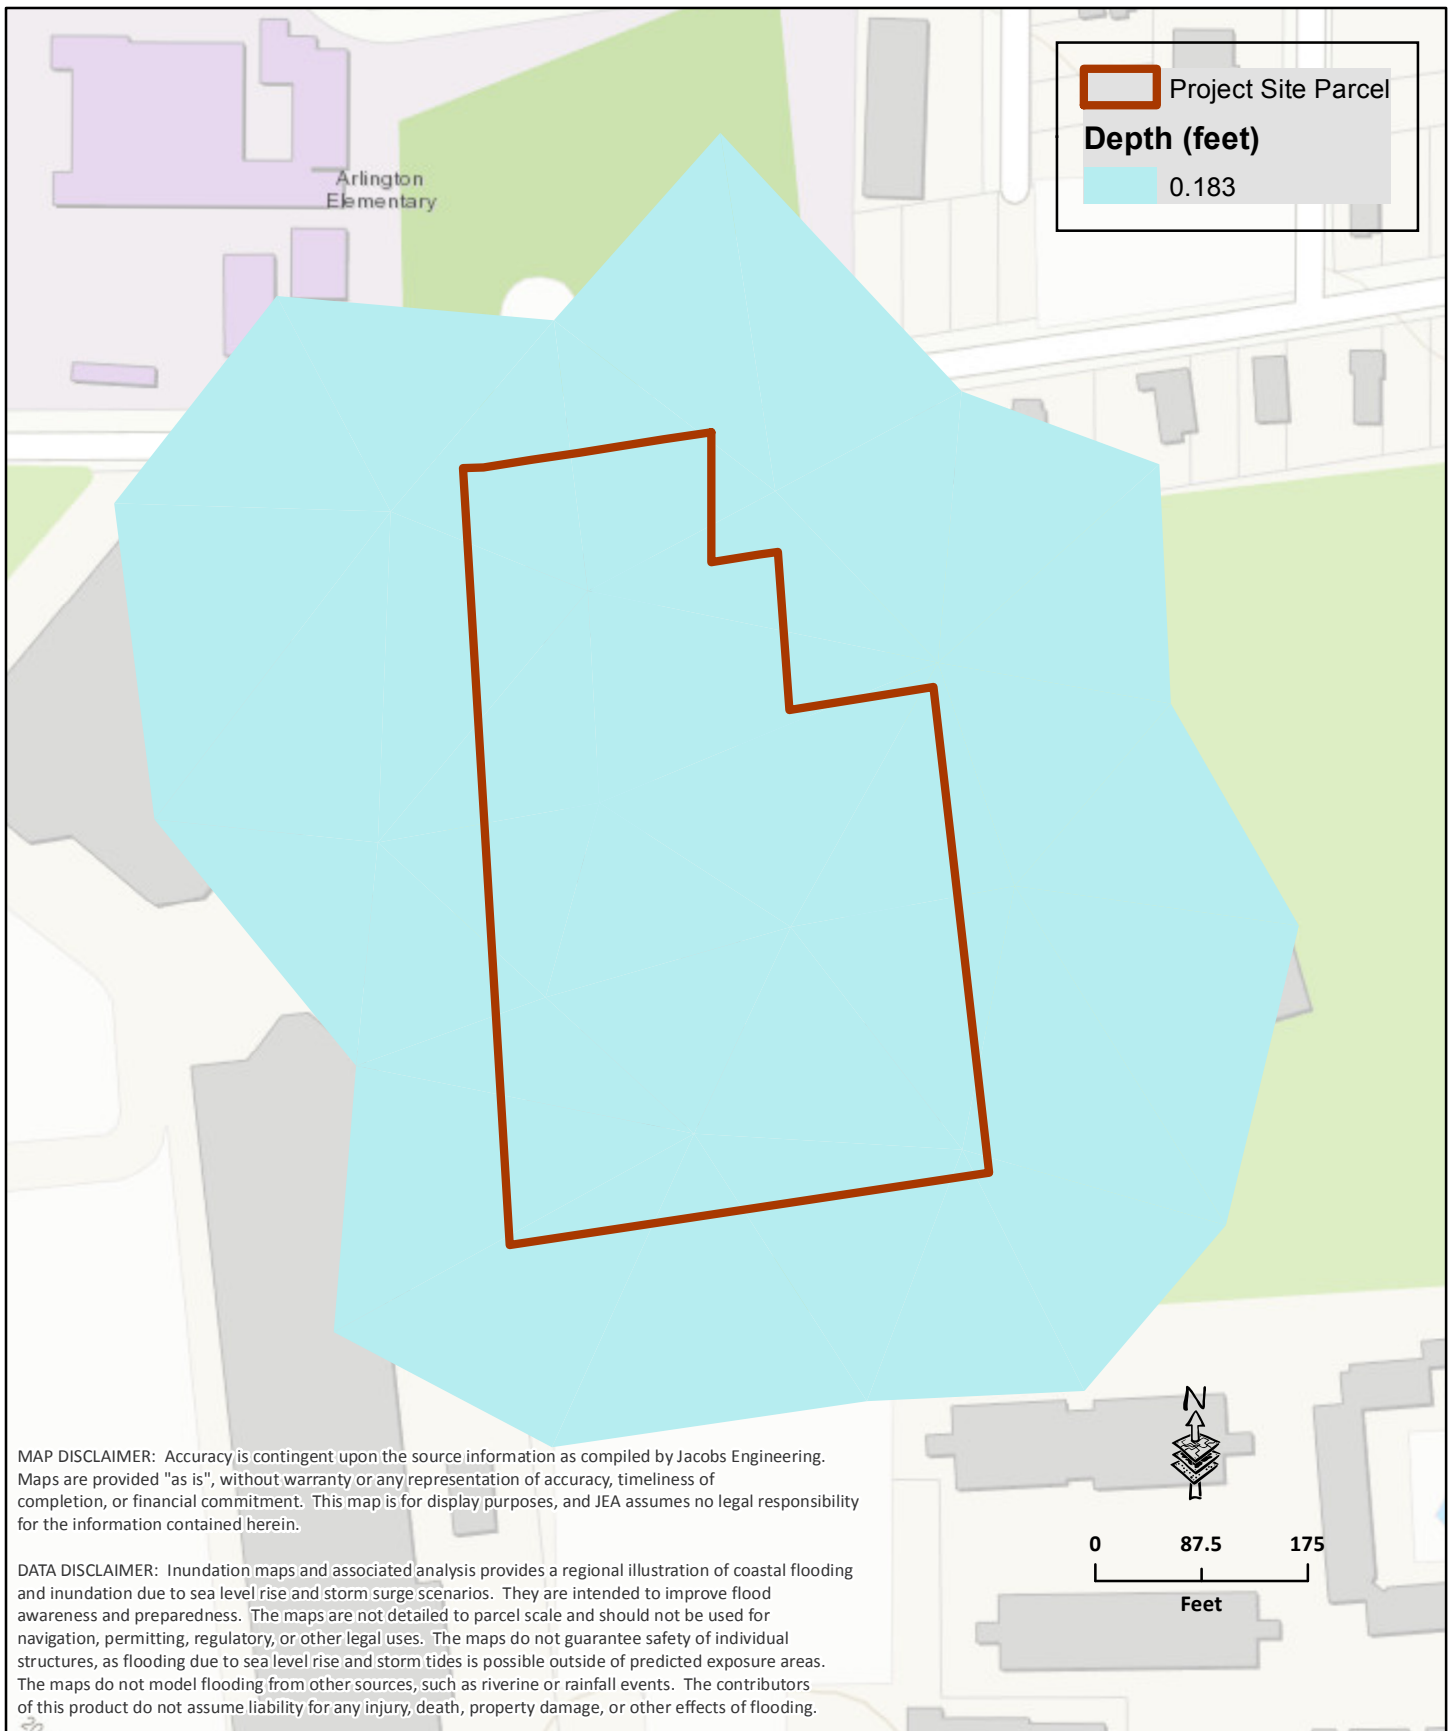 Project Site Parcel
Depth (feet)
0.183
Arlington
Elementary
MAP DISCLAIMER: Accuracy is contingent upon the source information as compiled by Jacobs Engineering.
Maps are provided "as is", without warranty or any representation of accuracy, timeliness of
completion, or financial commitment. This map is for display purposes, and JEA assumes no legal responsibility
for the information contained herein.
DATA DISCLAIMER: Inundation maps and associated analysis provides a regional illustration of coastal flooding
and inundation due to sea level rise and storm surge scenarios. They are intended to improve flood
awareness and preparedness. The maps are not detailed to parcel scale and should not be used for
navigation, permitting, regulatory, or other legal uses. The maps do not guarantee safety of individual
structures, as flooding due to sea level rise and storm tides is possible outside of predicted exposure areas.
The maps do not model flooding from other sources, such as riverine or rainfall events. The contributors
of this product do not assume liability for any injury, death, property damage, or other effects of flooding.
N
0 87.5 175
Feet